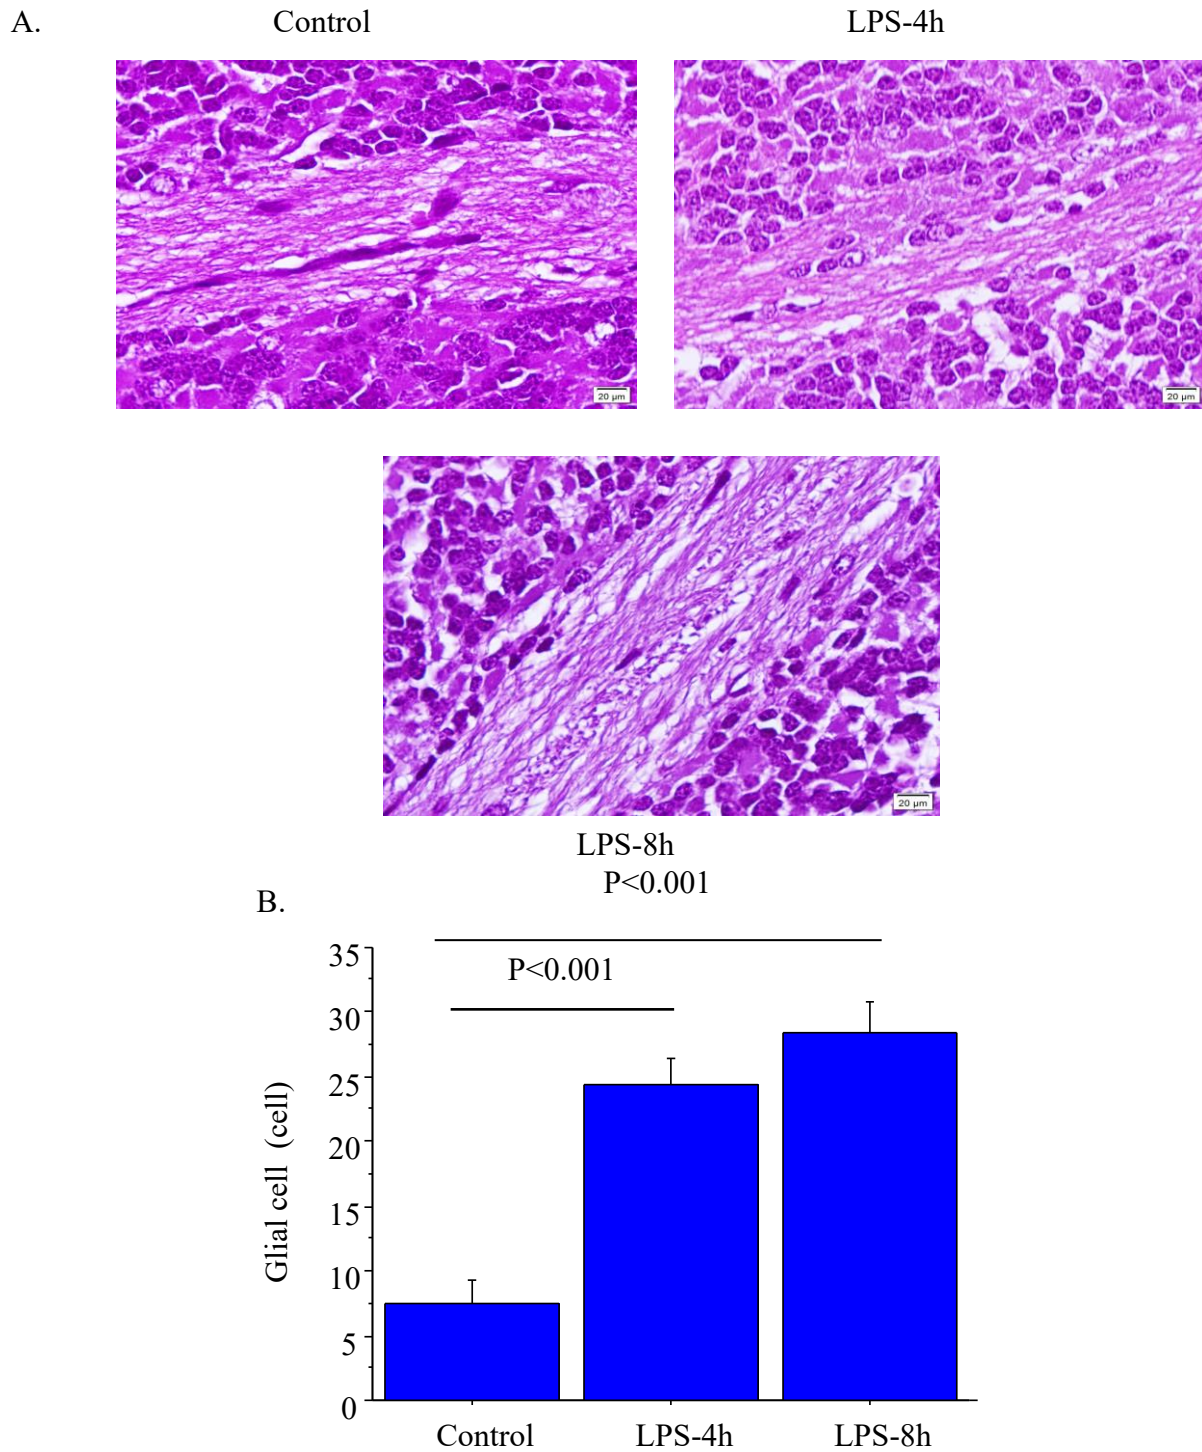 A.
Control
LPS-4h
20 µm
20 µm
20 µm
LPS-8h
P<0.001
B.
P<0.001
35
30
25
20
15
10
5
0
Glial cell (cell)
Control
LPS-4h
LPS-8h